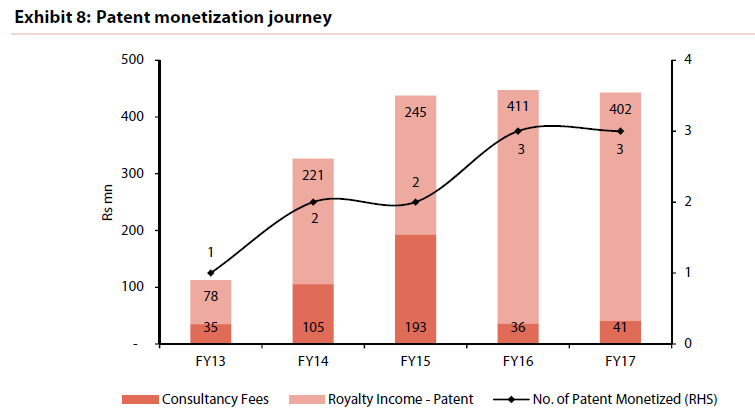 Exhibit 8: Patent monetization journey
500
400
300
200
100
-
Rs mn
4
3
2
1
0
1
2
2
3
3
78
221
245
411
402
35
105
193
36
41
FY13
FY14
FY15
FY16
FY17
Consultancy Fees
Royalty Income - Patent
No. of Patent Monetized (RHS)